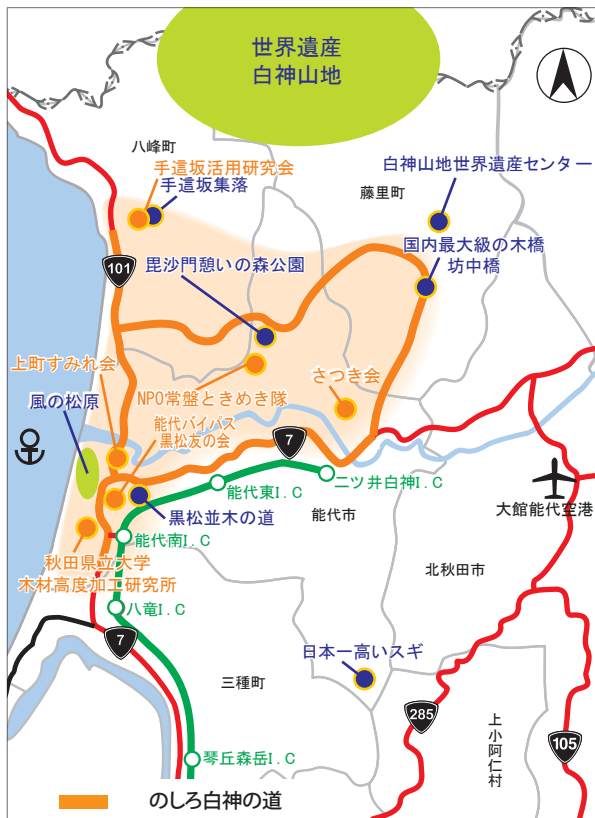 世界遺産
白神山地
八峰町
手這坂活用研究会
手這坂集落
藤里町
白神山地世界遺産センター
国内最大級の木橋
坊中橋
101
毘沙門憩いの森公園
上町すみれ会
NPO常盤ときめき隊
さつき会
風の松原
能代バイパス
黒松友の会
7
二ツ井白神I.C
能代東I.C
大館能代空港
黒松並木の道
能代市
能代南I.C
秋田県立大学
木材高度加工研究所
北秋田市
八竜I.C
7
日本一高いスギ
三種町
285
上小阿仁村
105
琴丘森岳I.C
のしろ白神の道